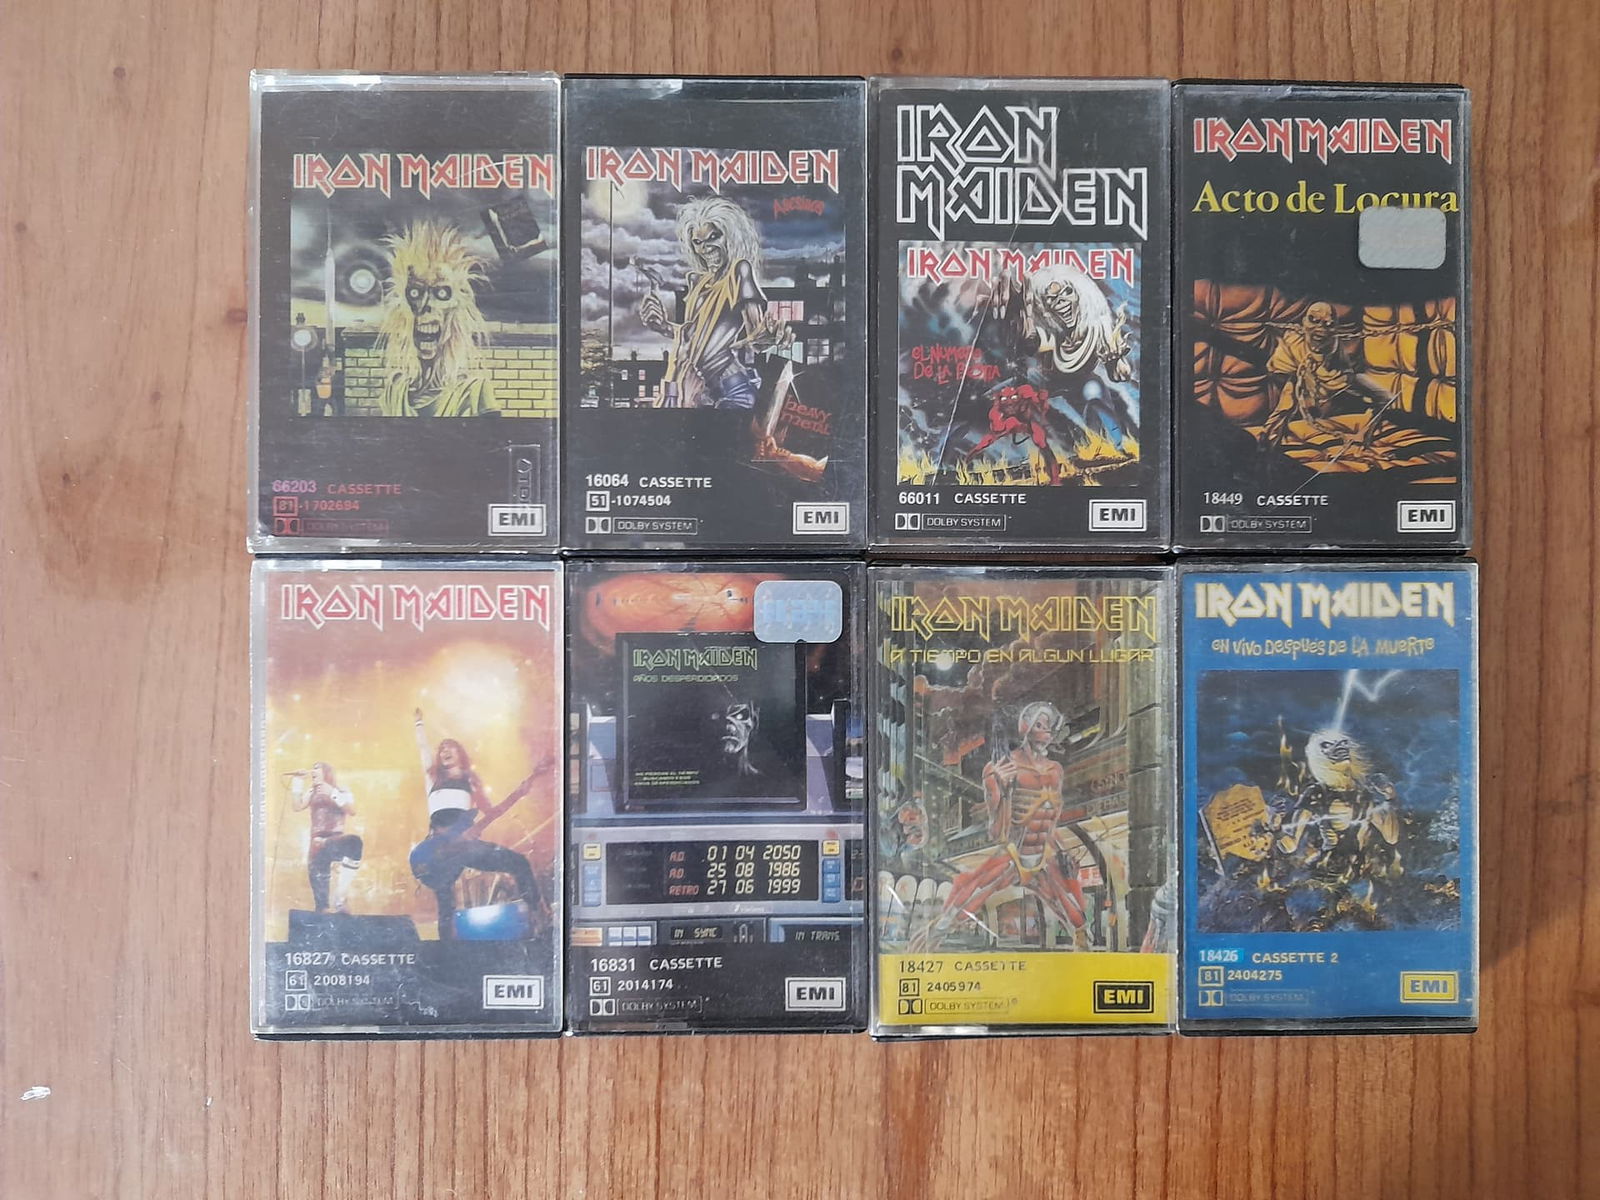 IRON MAIDEN
66203 CASSETTE
81-1702694
DOLBY SYSTEM
EMI
IRON MAIDEN
Asesinos
HEAVY
METAL
16064 CASSETTE
51-1074504
DOLBY SYSTEM
EMI
IRON
MAIDEN
IRON MAIDEN
EL NUMERO
DE LA BESTIA
66011 CASSETTE
DOLBY SYSTEM
EMI
IRON MAIDEN
Acto de Locura
18449 CASSETTE
DOLBY SYSTEM
EMI
IRON MAIDEN
16827 CASSETTE
61 2008194
DOLBY SYSTEM
EMI
IRON MAIDEN
AÑOS DESPERDICIADOS
A.D. 01 04 2050
A.D. 25 08 1986
RETRO 27 06 1999
IN SYNC
IN TRANS
16831 CASSETTE
61 2014174
DOLBY SYSTEM
EMI
IRON MAIDEN
A TIEMPO EN ALGUN LUGAR
18427 CASSETTE
81 2405974
DOLBY SYSTEM
EMI
IRON MAIDEN
EN VIVO DESPUES DE LA MUERTE
18426 CASSETTE 2
81 2404275
DOLBY SYSTEM
EMI